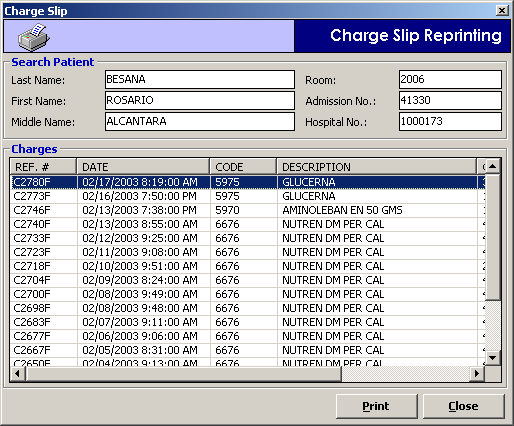 Charge Slip
Charge Slip Reprinting
Search Patient
Last Name: BESANA Room: 2006
First Name: ROSARIO Admission No.: 41330
Middle Name: ALCANTARA Hospital No.: 1000173
Charges
REF. # DATE CODE DESCRIPTION
C2780F 02/17/2003 8:19:00 AM 5975 GLUCERNA
C2773F 02/16/2003 7:50:00 PM 5975 GLUCERNA
C2746F 02/13/2003 7:38:00 PM 5970 AMINOLEBAN EN 50 GMS
C2740F 02/13/2003 8:55:00 AM 6676 NUTREN DM PER CAL
C2733F 02/12/2003 9:25:00 AM 6676 NUTREN DM PER CAL
C2723F 02/11/2003 9:08:00 AM 6676 NUTREN DM PER CAL
C2718F 02/10/2003 9:51:00 AM 6676 NUTREN DM PER CAL
C2704F 02/09/2003 8:24:00 AM 6676 NUTREN DM PER CAL
C2700F 02/08/2003 9:49:00 AM 6676 NUTREN DM PER CAL
C2698F 02/08/2003 9:48:00 AM 6676 NUTREN DM PER CAL
C2683F 02/07/2003 9:11:00 AM 6676 NUTREN DM PER CAL
C2677F 02/06/2003 9:06:00 AM 6676 NUTREN DM PER CAL
C2667F 02/05/2003 8:31:00 AM 6676 NUTREN DM PER CAL
C2650F 02/04/2003 9:13:00 AM 6676 NUTREN DM PER CAL
Print Close